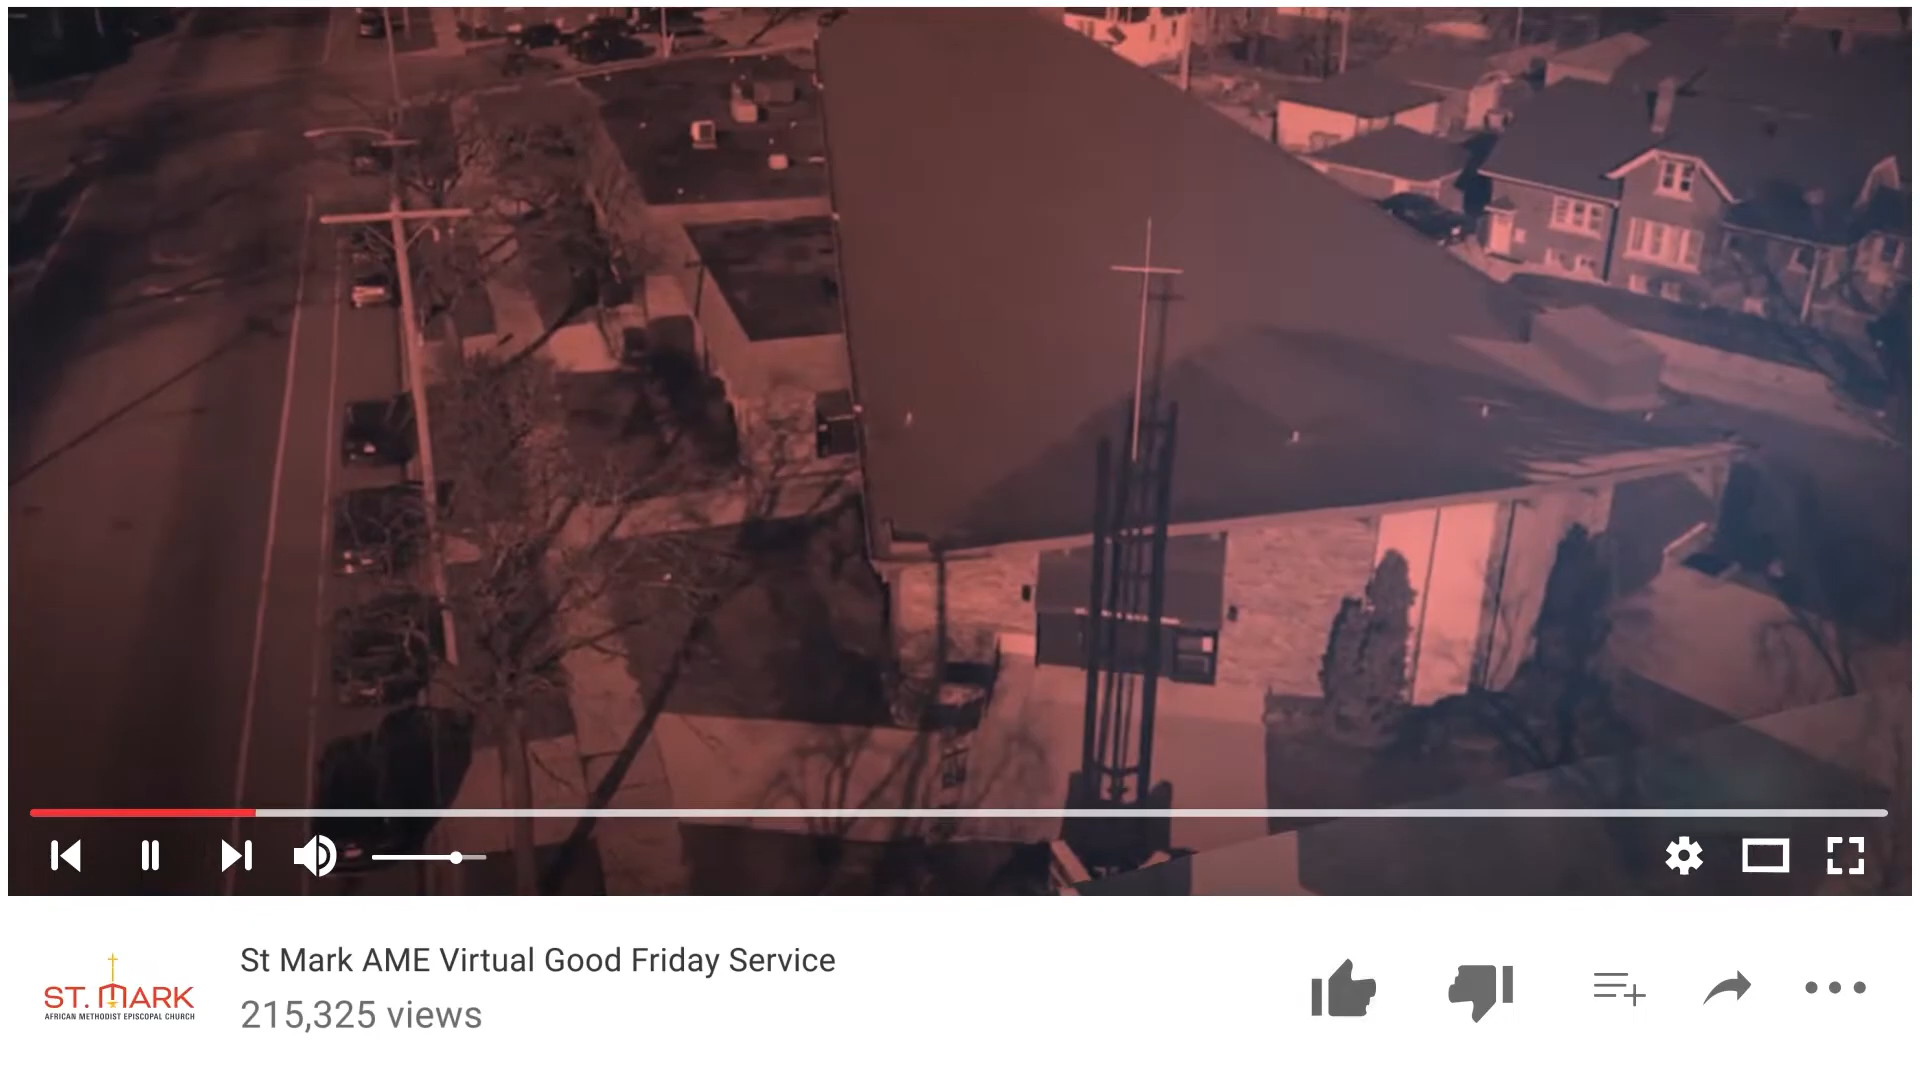 St Mark AME Virtual Good Friday Service
215,325 views
ST. MARK
AFRICAN METHODIST EPISCOPAL CHURCH